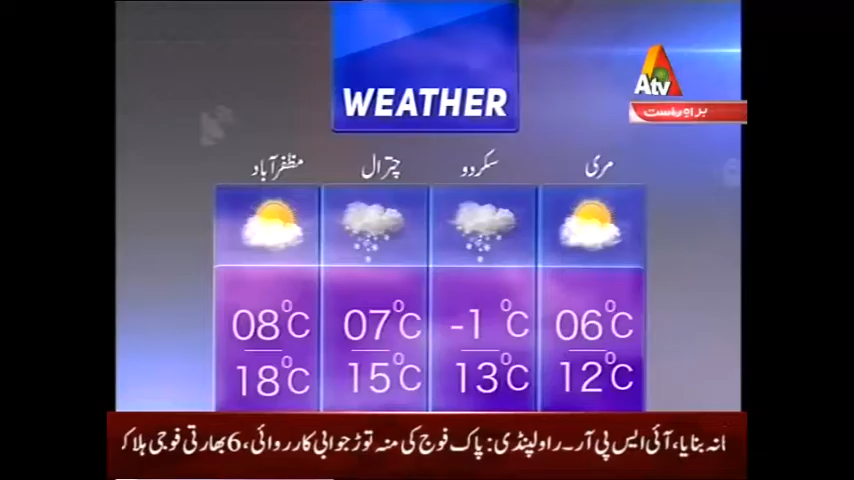 WEATHER
Atv
براہ راست
مری
سکردو
چترال
مظفرآباد
08°C
07°C
-1°C
06°C
18°C
15°C
13°C
12°C
انہ بنایا، آئی ایس پی آر۔راولپنڈی: پاک فوج کی منہ توڑ جوابی کارروائی، 6 بھارتی فوجی ہلاک